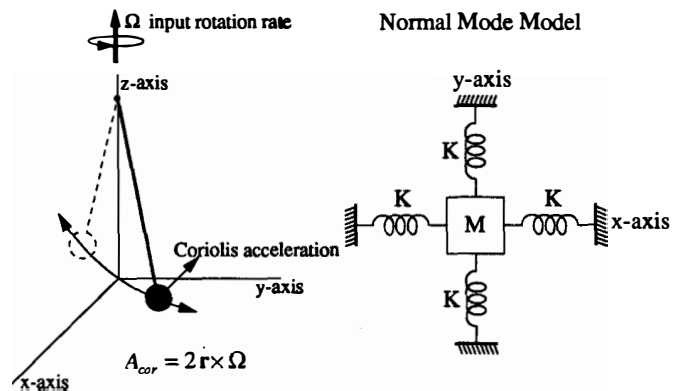 Ω input rotation rate
z-axis
Coriolis acceleration
y-axis
x-axis
A_cor = 2 ṙ × Ω
Normal Mode Model
y-axis
K
K
M
K
x-axis
K